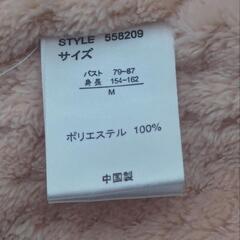 STYLE 558209
サイズ
バスト 79-87
身長 154-162
M
ポリエステル 100%
中国製